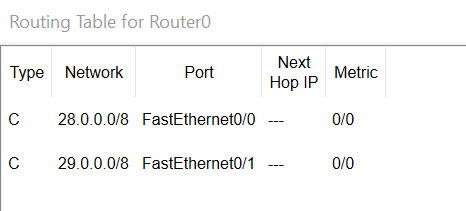 Routing Table for Router0
Type Network Port Next Hop IP Metric
C 28.0.0.0/8 FastEthernet0/0 --- 0/0
C 29.0.0.0/8 FastEthernet0/1 --- 0/0